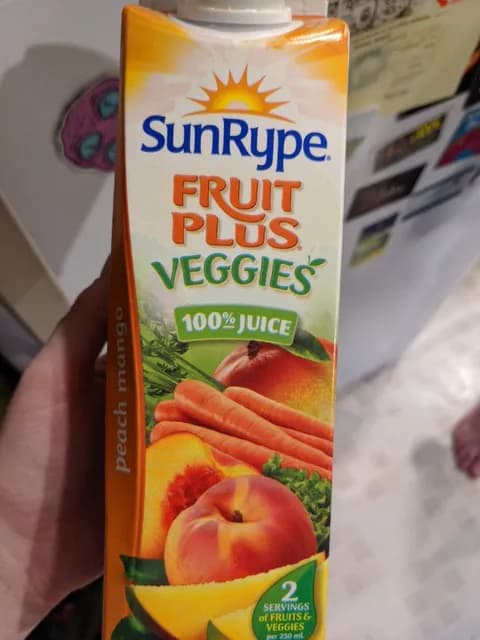 SunRype
FRUIT
PLUS
VEGGIES
100% JUICE
peach mango
2
SERVINGS
of FRUITS &
VEGGIES
per 250 mL